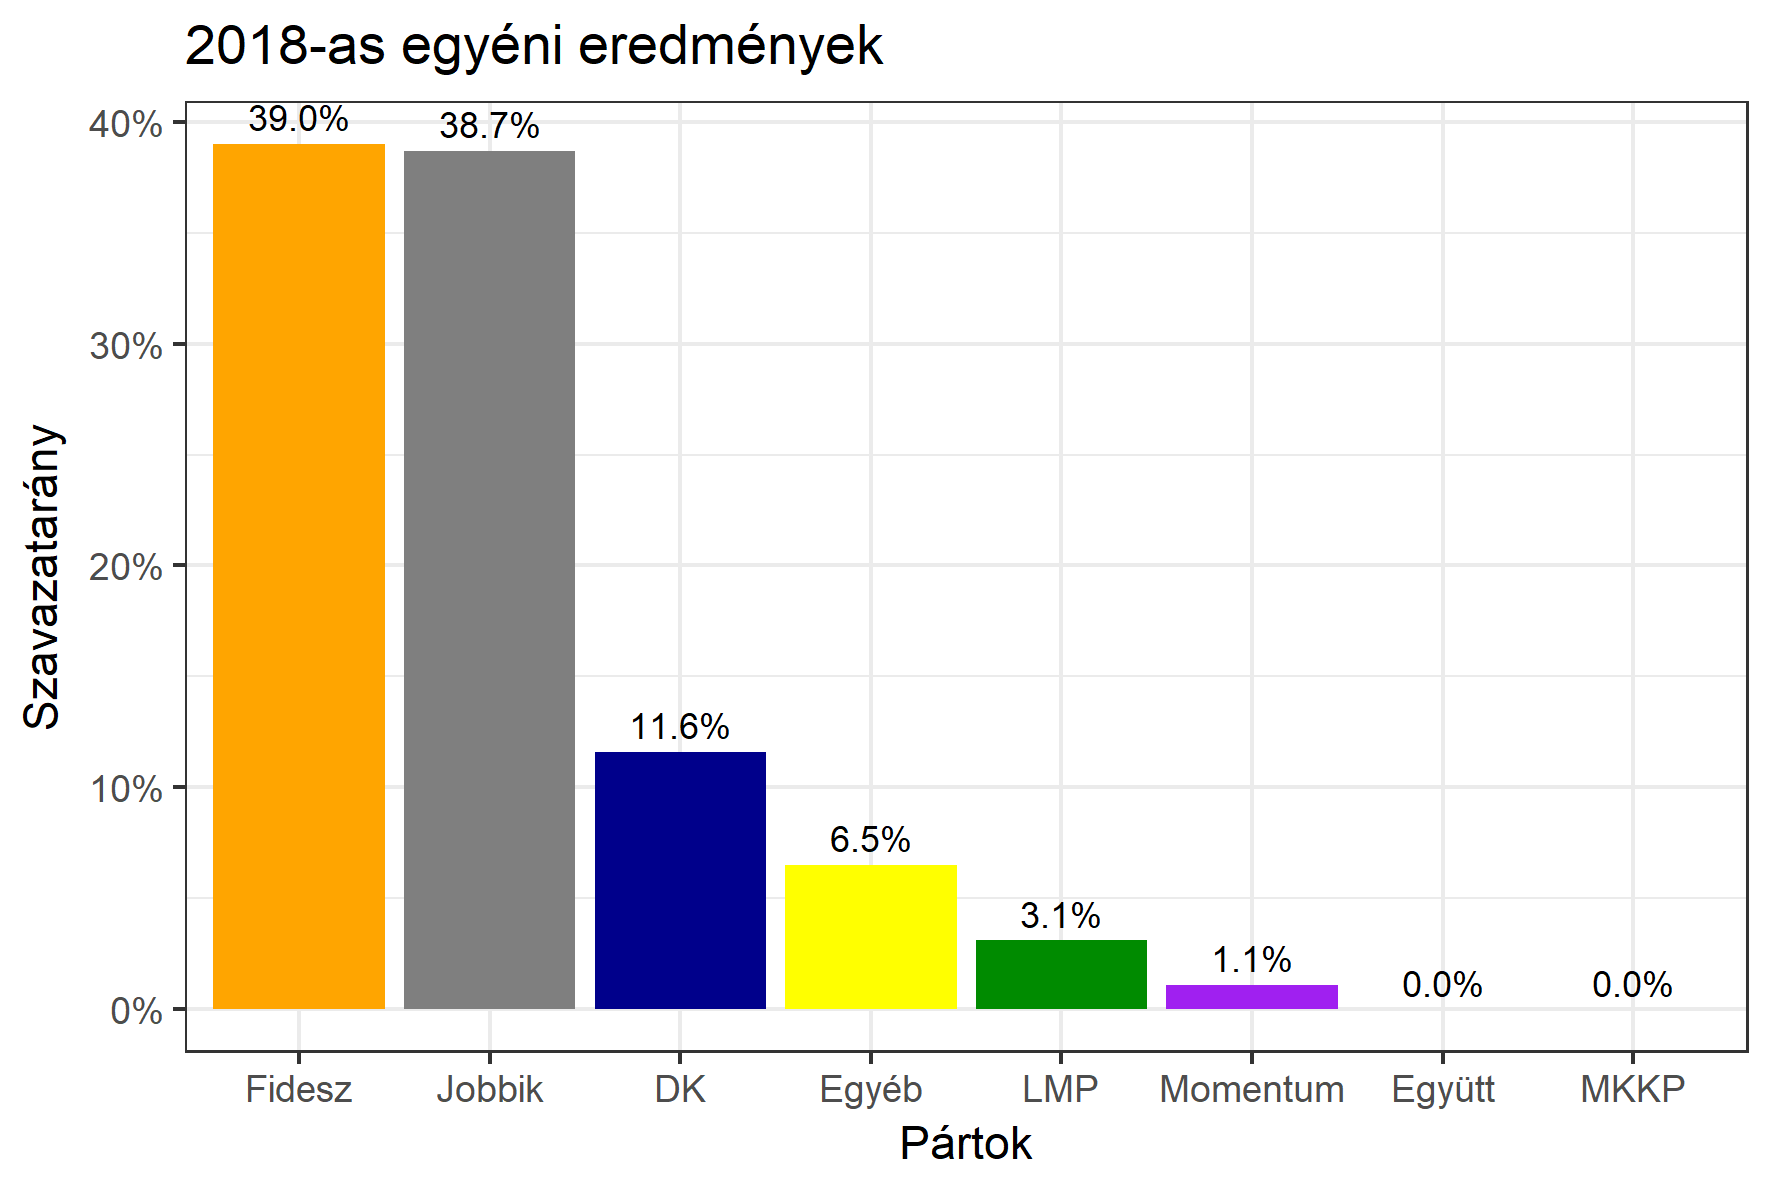 2018-as egyéni eredmények
Szavazatarány
40%
30%
20%
10%
0%
39.0%
38.7%
11.6%
6.5%
3.1%
1.1%
0.0%
0.0%
Fidesz
Jobbik
DK
Egyéb
LMP
Momentum
Együtt
MKKP
Pártok